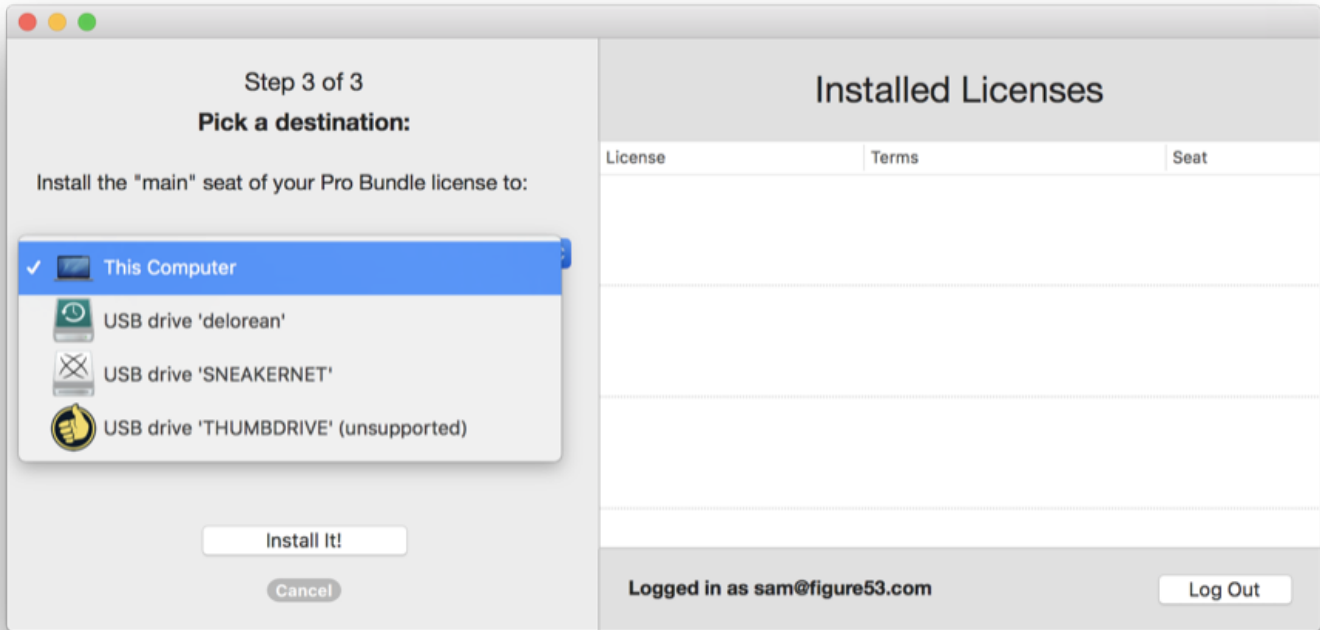 Step 3 of 3
Pick a destination:
Install the "main" seat of your Pro Bundle license to:
This Computer
USB drive 'delorean'
USB drive 'SNEAKERNET'
USB drive 'THUMBDRIVE' (unsupported)
Install It!
Cancel
Installed Licenses
License Terms Seat
Logged in as sam@figure53.com
Log Out